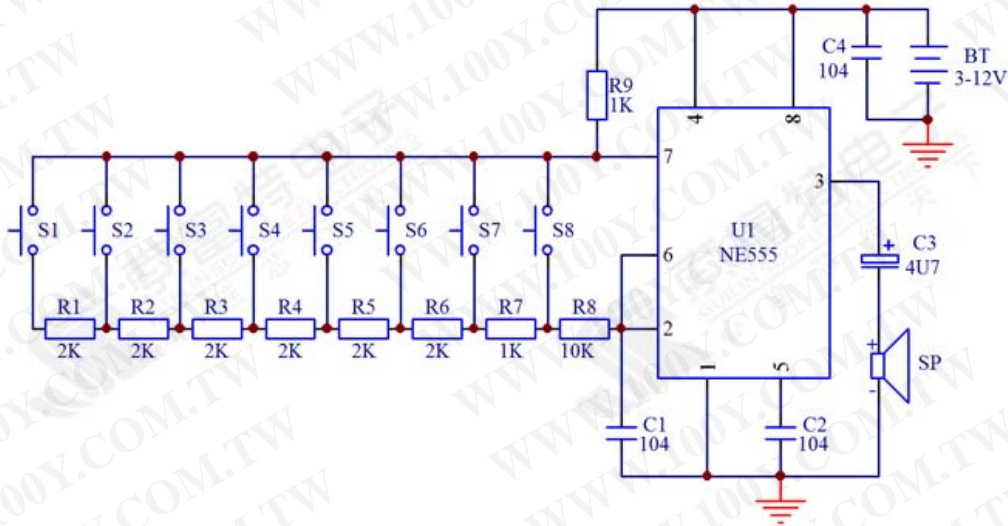 C4
104
BT
3-12V
R9
1K
4
8
7
3
S1
S2
S3
S4
S5
S6
S7
S8
U1
NE555
6
+
C3
4U7
R1
R2
R3
R4
R5
R6
R7
R8
2
2K
2K
2K
2K
2K
2K
1K
10K
+
SP
-
1
5
C1
104
C2
104
WWW.100Y.COM.TW